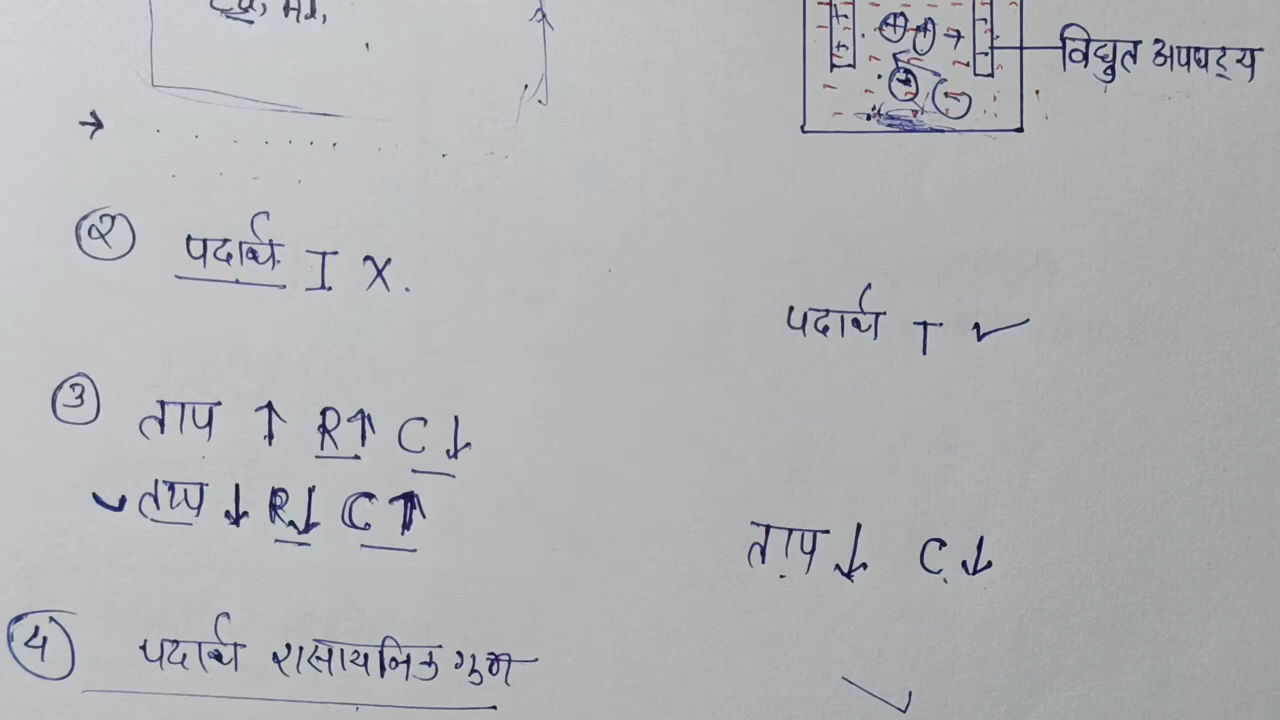 विद्युत अपघट्य
② पदार्थ I X.
पदार्थ T ✓
③ ताप ↑ R↑ C↓
ताप ↓ R↓ C↑
ताप↓ C↓
④ पदार्थ रासायनिक गुण